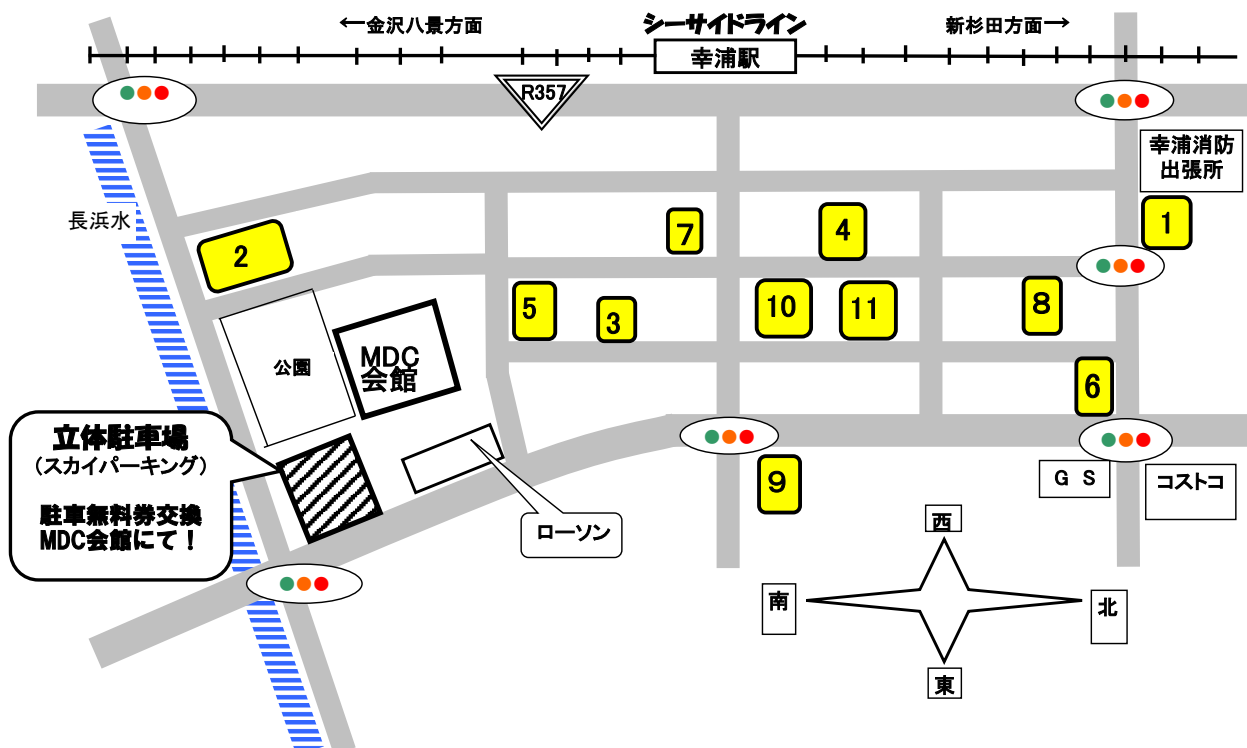 ←金沢八景方面
シーサイドライン
新杉田方面→
幸浦駅
R357
幸浦消防
出張所
長浜水
1
2
7
4
5
3
10
11
8
6
9
公園
MDC
会館
立体駐車場
(スカイパーキング)
駐車無料券交換
MDC会館にて！
ローソン
GS
コストコ
西
南
北
東